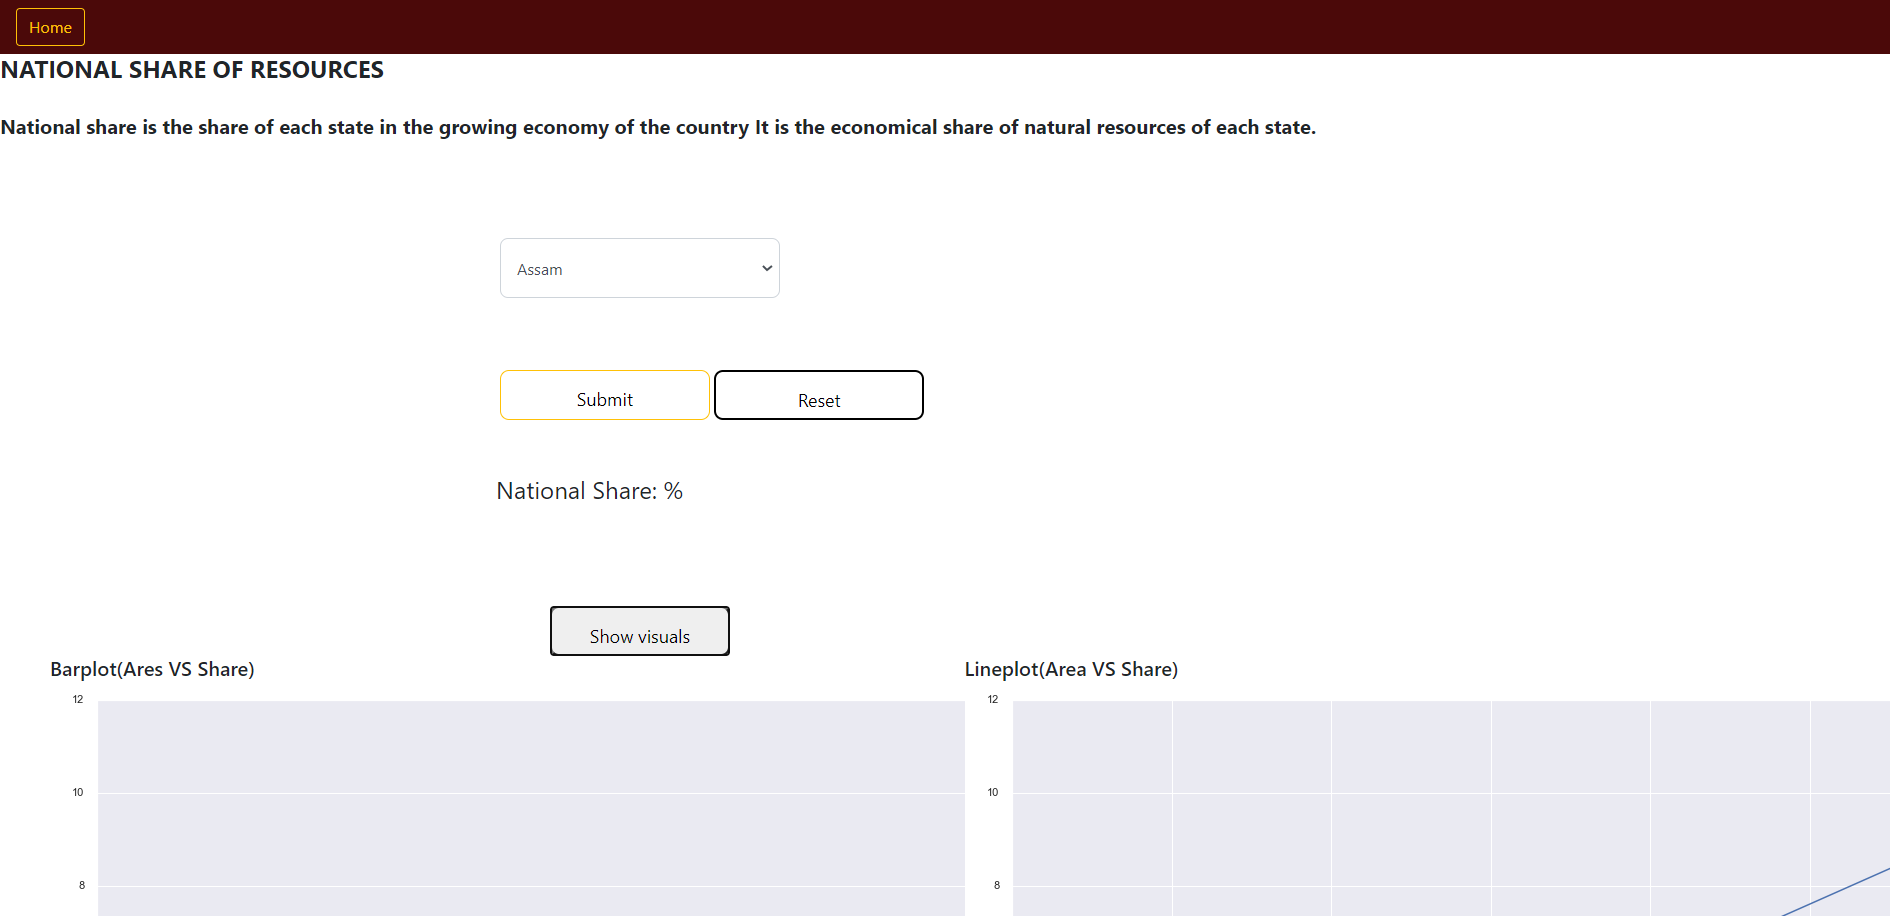 Home
NATIONAL SHARE OF RESOURCES
National share is the share of each state in the growing economy of the country It is the economical share of natural resources of each state.
Assam
Submit
Reset
National Share: %
Show visuals
Barplot(Ares VS Share)
Lineplot(Area VS Share)
12
10
8
12
10
8